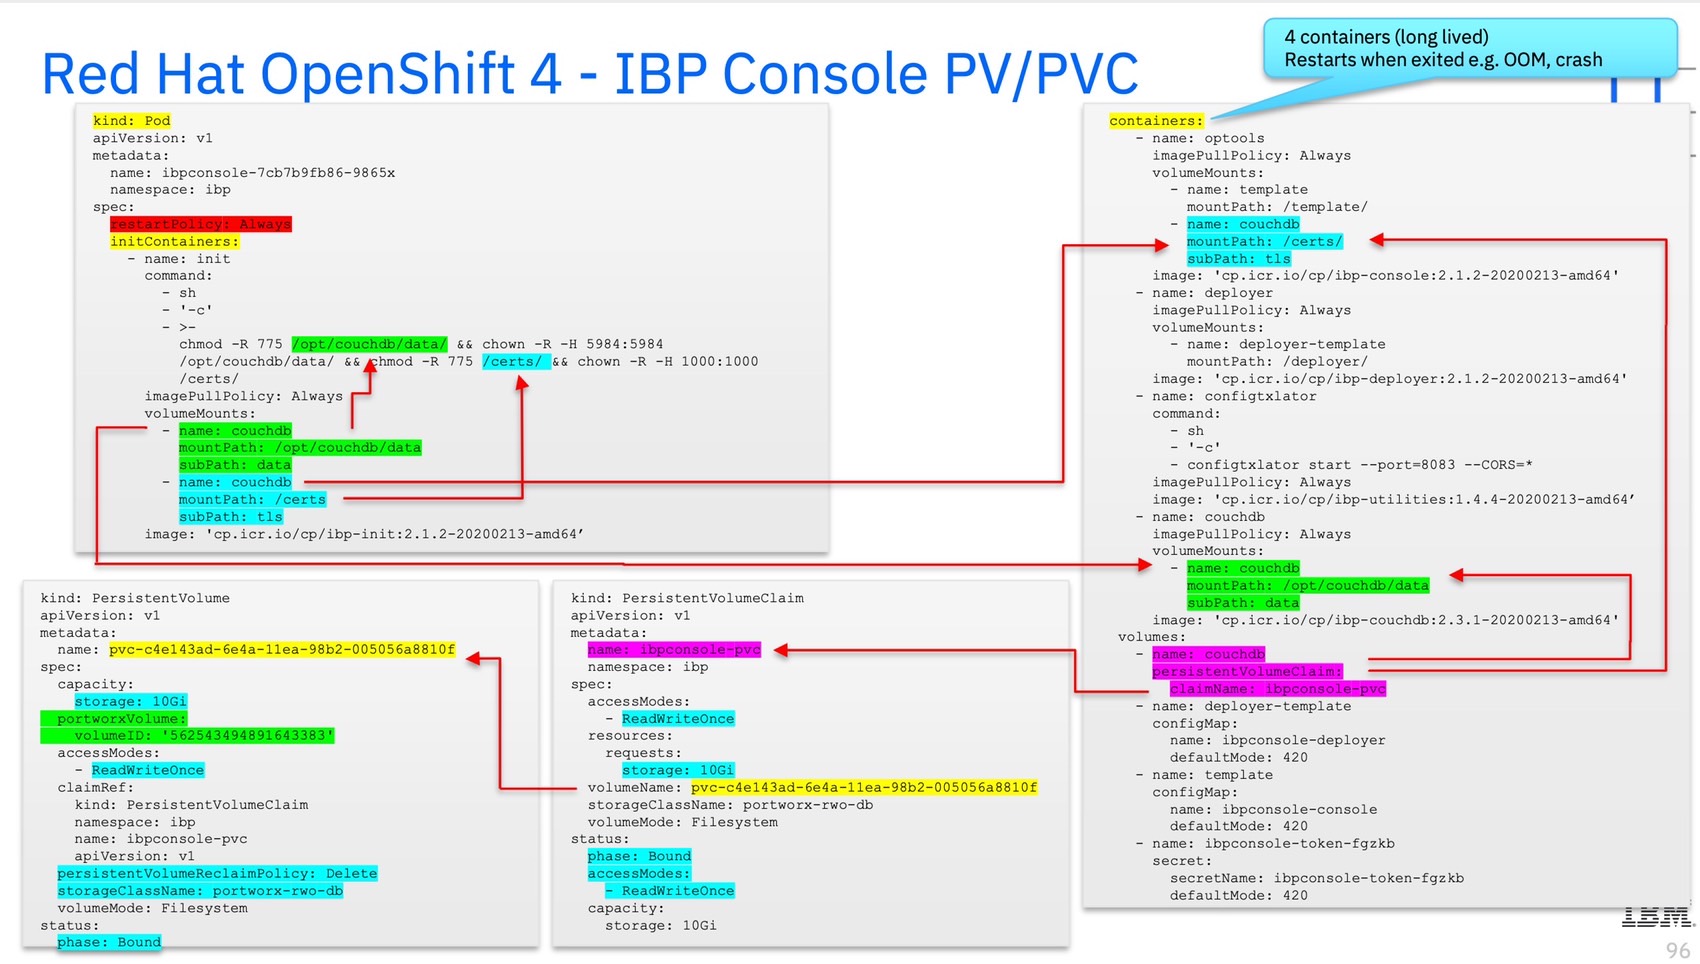 Red Hat OpenShift 4 - IBP Console PV/PVC
4 containers (long lived)
Restarts when exited e.g. OOM, crash
kind: Pod
apiVersion: v1
metadata:
  name: ibpconsole-7cb7b9fb86-9865x
  namespace: ibp
spec:
  restartPolicy: Always
  initContainers:
    - name: init
      command:
        - sh
        - '-c'
        - >-
          chmod -R 775 /opt/couchdb/data/ && chown -R -H 5984:5984
          /opt/couchdb/data/ && chmod -R 775 /certs/ && chown -R -H 1000:1000
          /certs/
      imagePullPolicy: Always
      volumeMounts:
        - name: couchdb
          mountPath: /opt/couchdb/data
          subPath: data
        - name: couchdb
          mountPath: /certs
          subPath: tls
      image: 'cp.icr.io/cp/ibp-init:2.1.2-20200213-amd64’
kind: PersistentVolume
apiVersion: v1
metadata:
  name: pvc-c4e143ad-6e4a-11ea-98b2-005056a8810f
spec:
  capacity:
    storage: 10Gi
  portworxVolume:
    volumeID: '562543494891643383'
  accessModes:
    - ReadWriteOnce
  claimRef:
    kind: PersistentVolumeClaim
    namespace: ibp
    name: ibpconsole-pvc
    apiVersion: v1
  persistentVolumeReclaimPolicy: Delete
  storageClassName: portworx-rwo-db
  volumeMode: Filesystem
status:
  phase: Bound
kind: PersistentVolumeClaim
apiVersion: v1
metadata:
  name: ibpconsole-pvc
  namespace: ibp
spec:
  accessModes:
    - ReadWriteOnce
  resources:
    requests:
      storage: 10Gi
  volumeName: pvc-c4e143ad-6e4a-11ea-98b2-005056a8810f
  storageClassName: portworx-rwo-db
  volumeMode: Filesystem
status:
  phase: Bound
  accessModes:
    - ReadWriteOnce
  capacity:
    storage: 10Gi
containers:
   - name: optools
     imagePullPolicy: Always
     volumeMounts:
       - name: template
         mountPath: /template/
       - name: couchdb
         mountPath: /certs/
         subPath: tls
     image: 'cp.icr.io/cp/ibp-console:2.1.2-20200213-amd64'
   - name: deployer
     imagePullPolicy: Always
     volumeMounts:
       - name: deployer-template
         mountPath: /deployer/
     image: 'cp.icr.io/cp/ibp-deployer:2.1.2-20200213-amd64'
   - name: configtxlator
     command:
       - sh
       - '-c'
       - configtxlator start --port=8083 --CORS=*
     imagePullPolicy: Always
     image: 'cp.icr.io/cp/ibp-utilities:1.4.4-20200213-amd64’
   - name: couchdb
     imagePullPolicy: Always
     volumeMounts:
       - name: couchdb
         mountPath: /opt/couchdb/data
         subPath: data
     image: 'cp.icr.io/cp/ibp-couchdb:2.3.1-20200213-amd64'
 volumes:
   - name: couchdb
     persistentVolumeClaim:
       claimName: ibpconsole-pvc
   - name: deployer-template
     configMap:
       name: ibpconsole-deployer
       defaultMode: 420
   - name: template
     configMap:
       name: ibpconsole-console
       defaultMode: 420
   - name: ibpconsole-token-fgzkb
     secret:
       secretName: ibpconsole-token-fgzkb
       defaultMode: 420
IBM
96